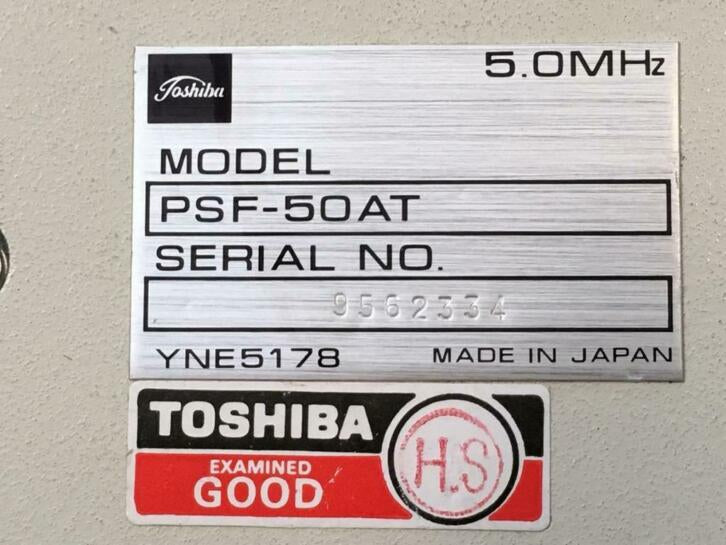 Toshiba
5.0MHz
MODEL
PSF-50AT
SERIAL NO.
9562334
YNE5178 MADE IN JAPAN
TOSHIBA
EXAMINED
GOOD
H.S